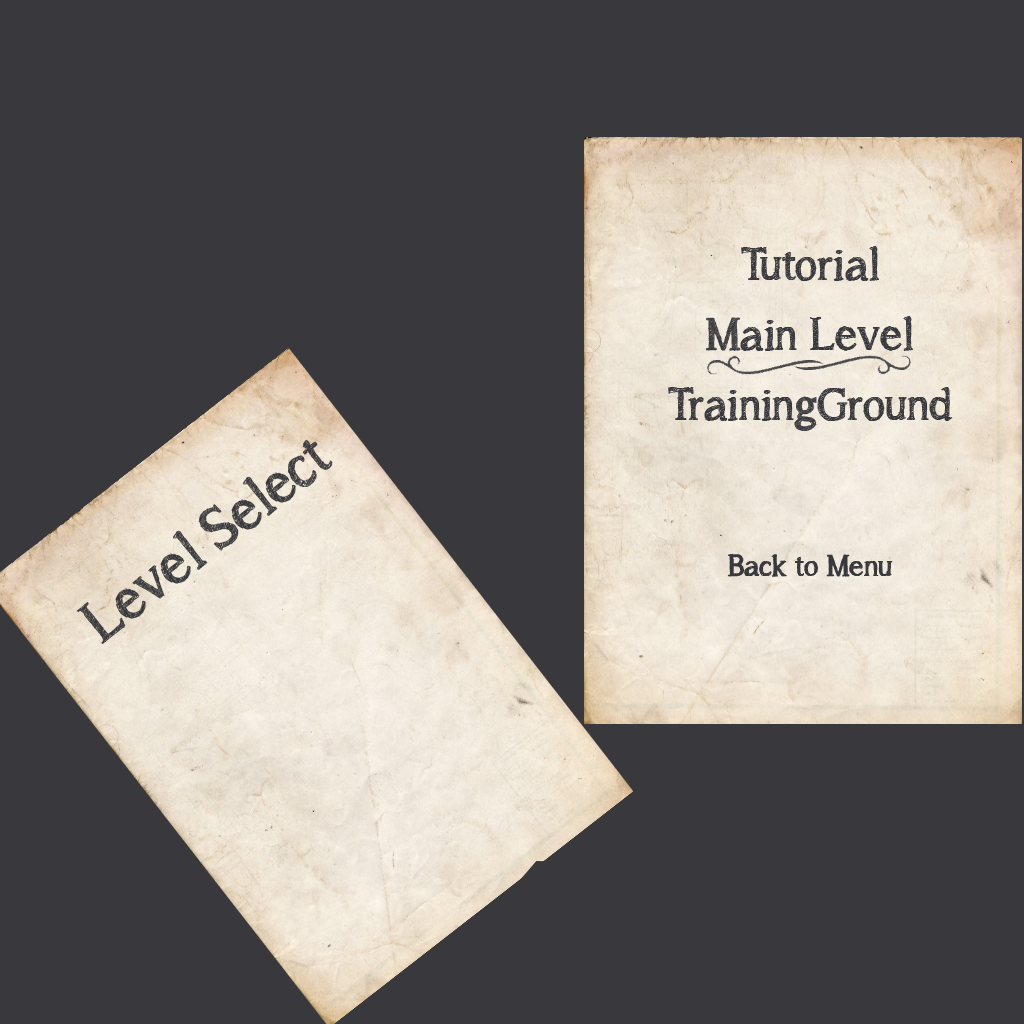 Level Select
Tutorial
Main Level
TrainingGround
Back to Menu